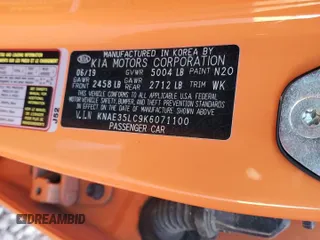 MANUFACTURED IN KOREA BY
KIA MOTORS CORPORATION
06/19 GVWR 5004 LB PAINT N20
GAWR FRONT 2458 LB GAWR REAR 2712 LB TRIM WK
THIS VEHICLE CONFORMS TO ALL APPLICABLE U.S. FEDERAL
MOTOR VEHICLE SAFETY, BUMPER, AND THEFT PREVENTION
STANDARDS IN EFFECT ON THE DATE OF MANUFACTURE SHOWN
ABOVE.
V.I.N KNAE35LC9K6071100
PASSENGER CAR
J52
DREAMBID